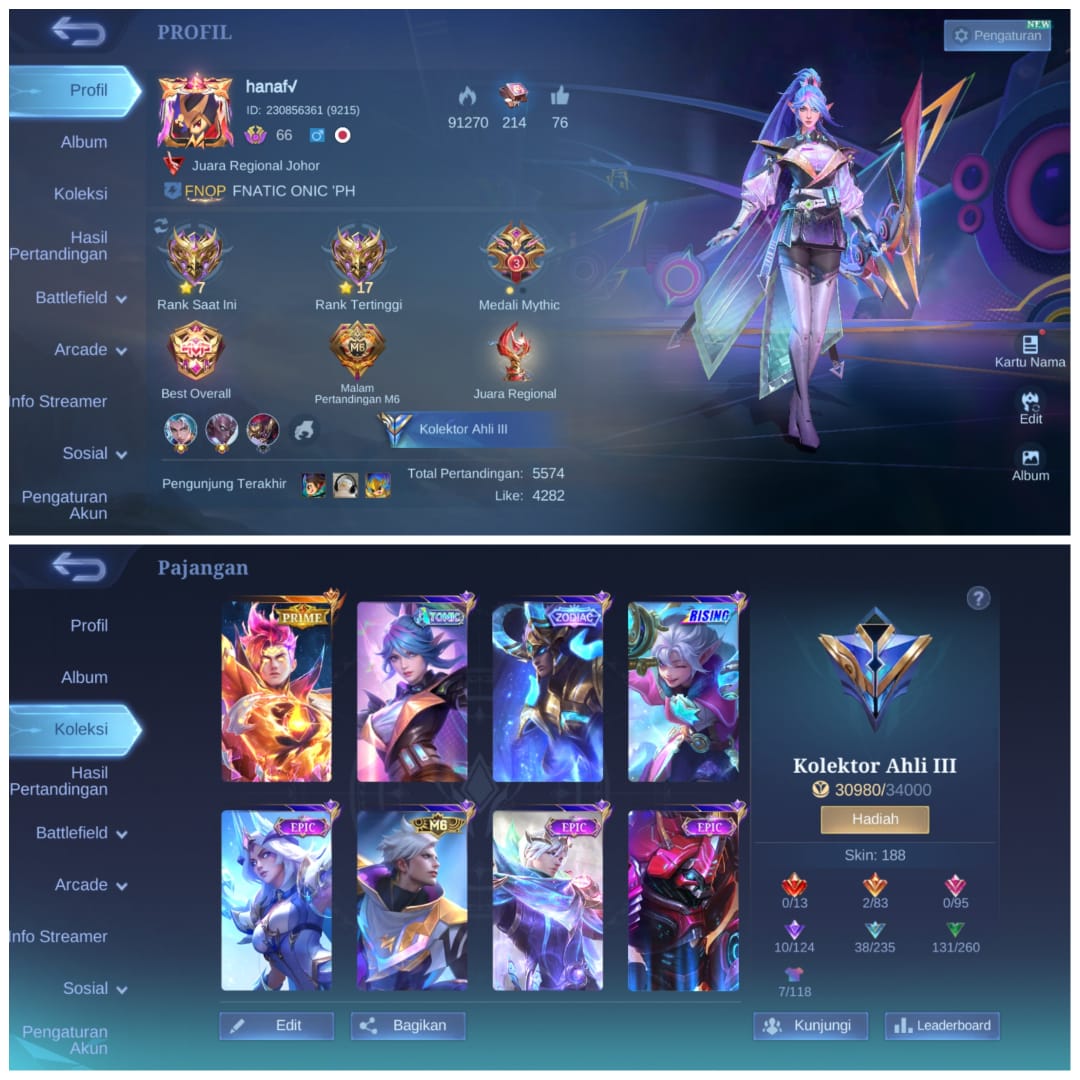 PROFIL
NEW
Pengaturan
Profil
Album
Koleksi
Hasil
Pertandingan
Battlefield
Arcade
Info Streamer
Sosial
Pengaturan
Akun
hanaf√
ID: 230856361 (9215)
66
Juara Regional Johor
FNOP FNATIC ONIC 'PH
91270 214 76
7 17 3
Rank Saat Ini Rank Tertinggi Medali Mythic
M6
Best Overall
Malam
Pertandingan M6
Juara Regional
Kolektor Ahli III
Pengunjung Terakhir
Total Pertandingan: 5574
Like: 4282
Kartu Nama
Edit
Album
Pajangan
Profil
Album
Koleksi
Hasil
Pertandingan
Battlefield
Arcade
Info Streamer
Sosial
Pengaturan
Akun
PRIME ATOMIC ZODIAC RISING
EPIC M6 EPIC EPIC
Edit Bagikan
?
Kolektor Ahli III
30980/34000
Hadiah
Skin: 188
0/13 2/83 0/95
10/124 38/235 131/260
7/118
Kunjungi Leaderboard